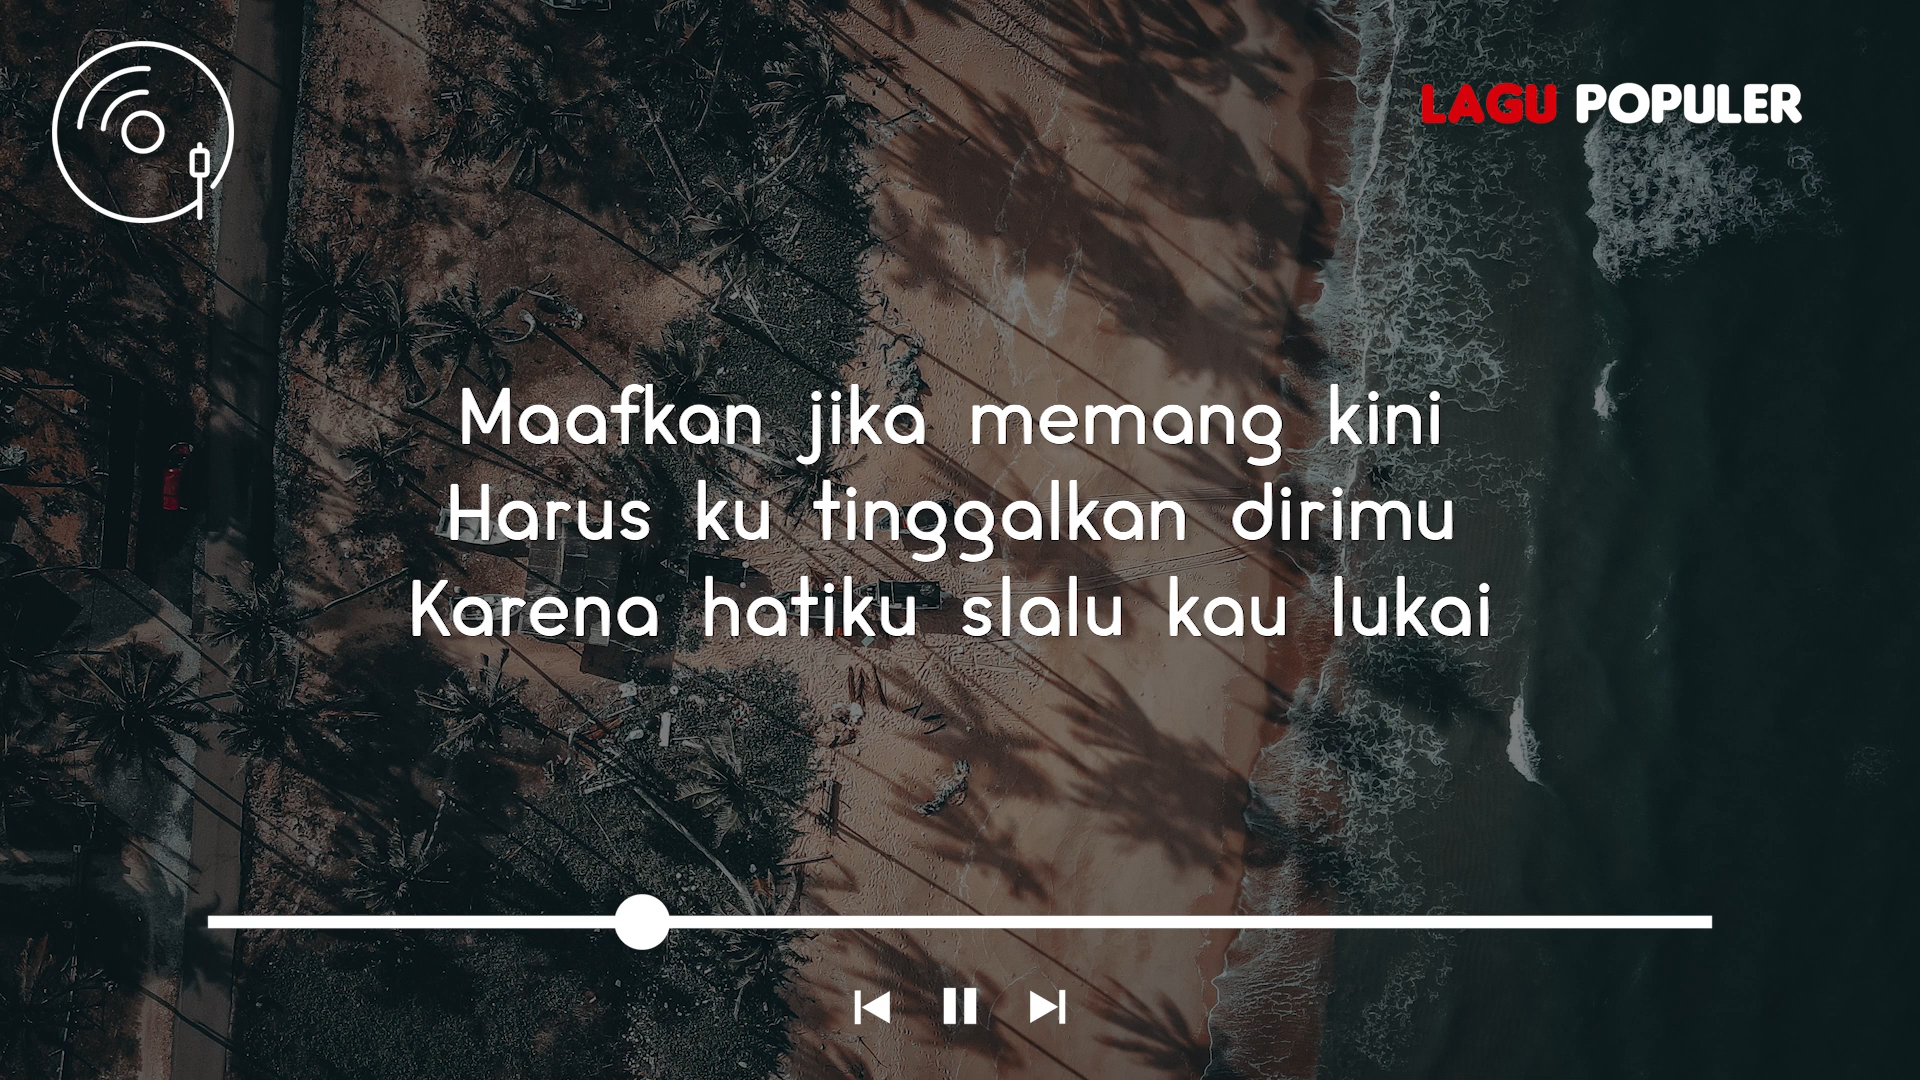 LAGU POPULER
Maafkan jika memang kini
Harus ku tinggalkan dirimu
Karena hatiku slalu kau lukai